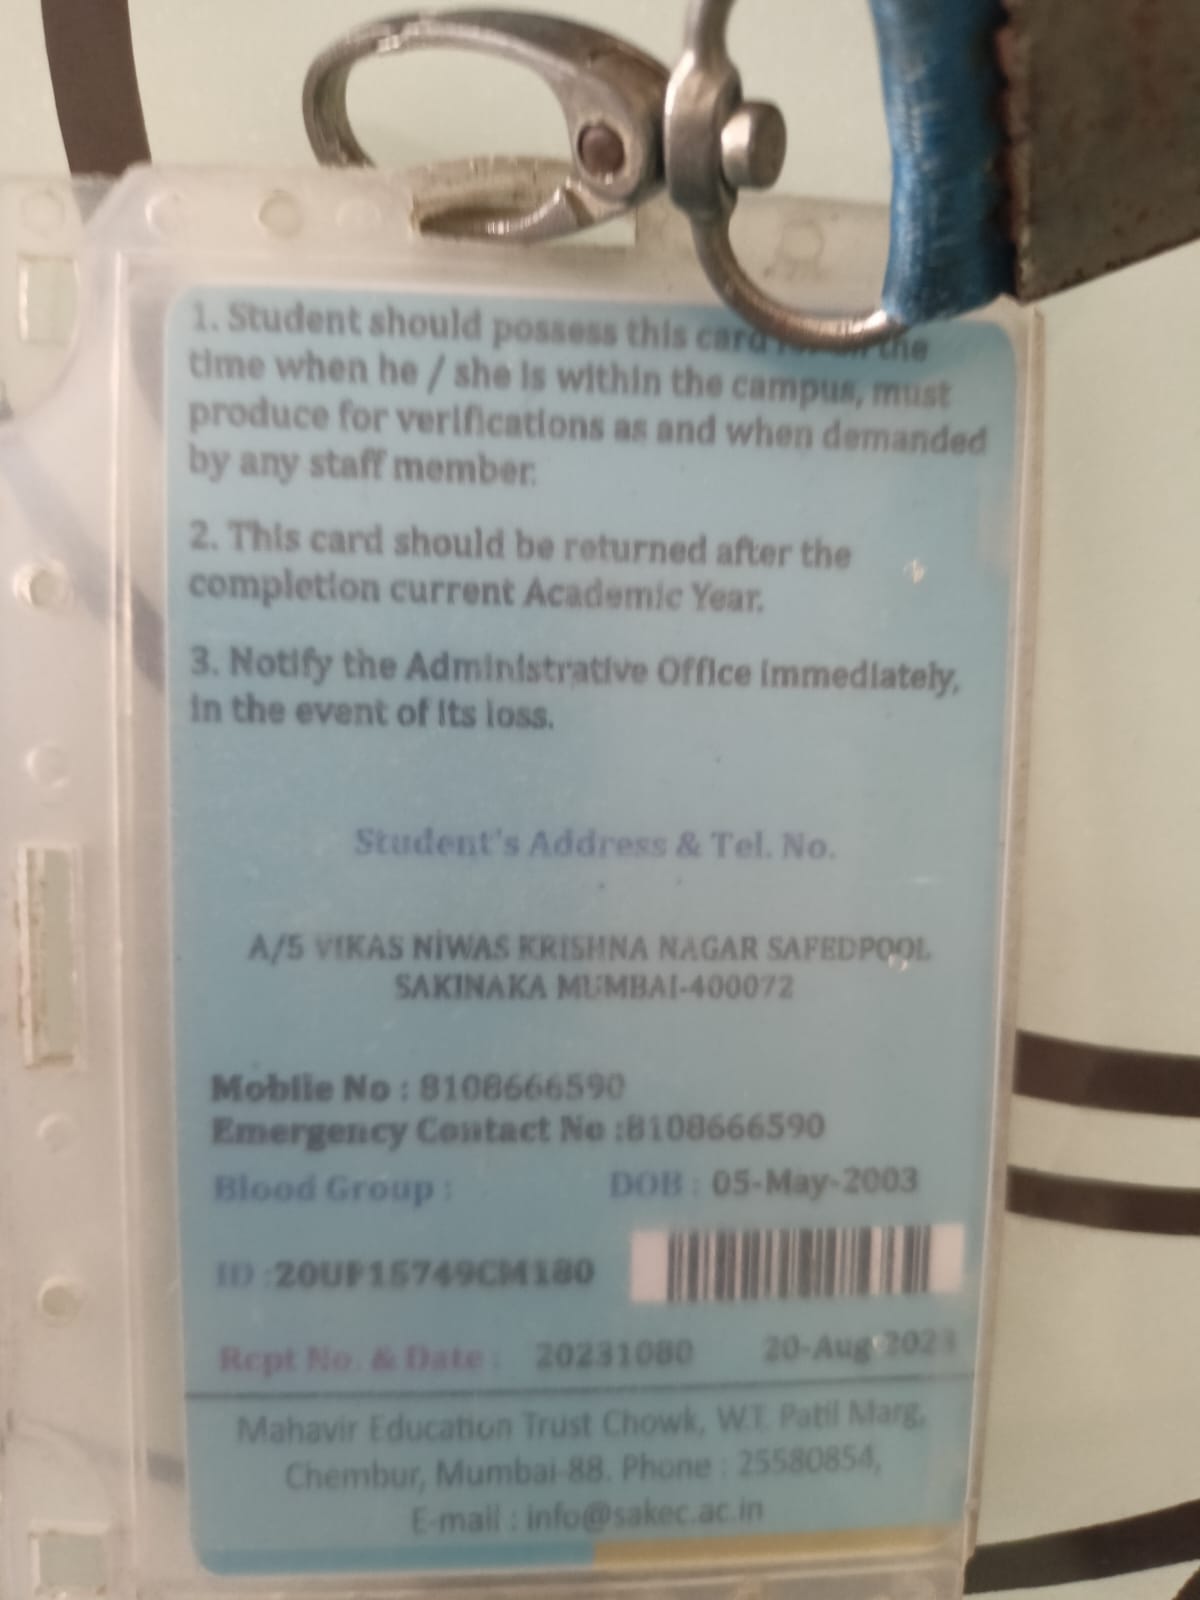 1. Student should possess this card for all the
time when he / she is within the campus, must
produce for verifications as and when demanded
by any staff member.
2. This card should be returned after the
completion current Academic Year.
3. Notify the Administrative Office immediately,
in the event of its loss.
Student's Address & Tel. No.
A/5 VIKAS NIWAS KRISHNA NAGAR SAFEDPOOL
SAKINAKA MUMBAI-400072
Mobile No : 8108666590
Emergency Contact No :8108666590
Blood Group :
DOB : 05-May-2003
ID :20UF15749CM180
Rcpt No. & Date : 20231080 20-Aug-2023
Mahavir Education Trust Chowk, W.T. Patil Marg,
Chembur, Mumbai-88. Phone : 25580854,
E-mail : info@sakec.ac.in